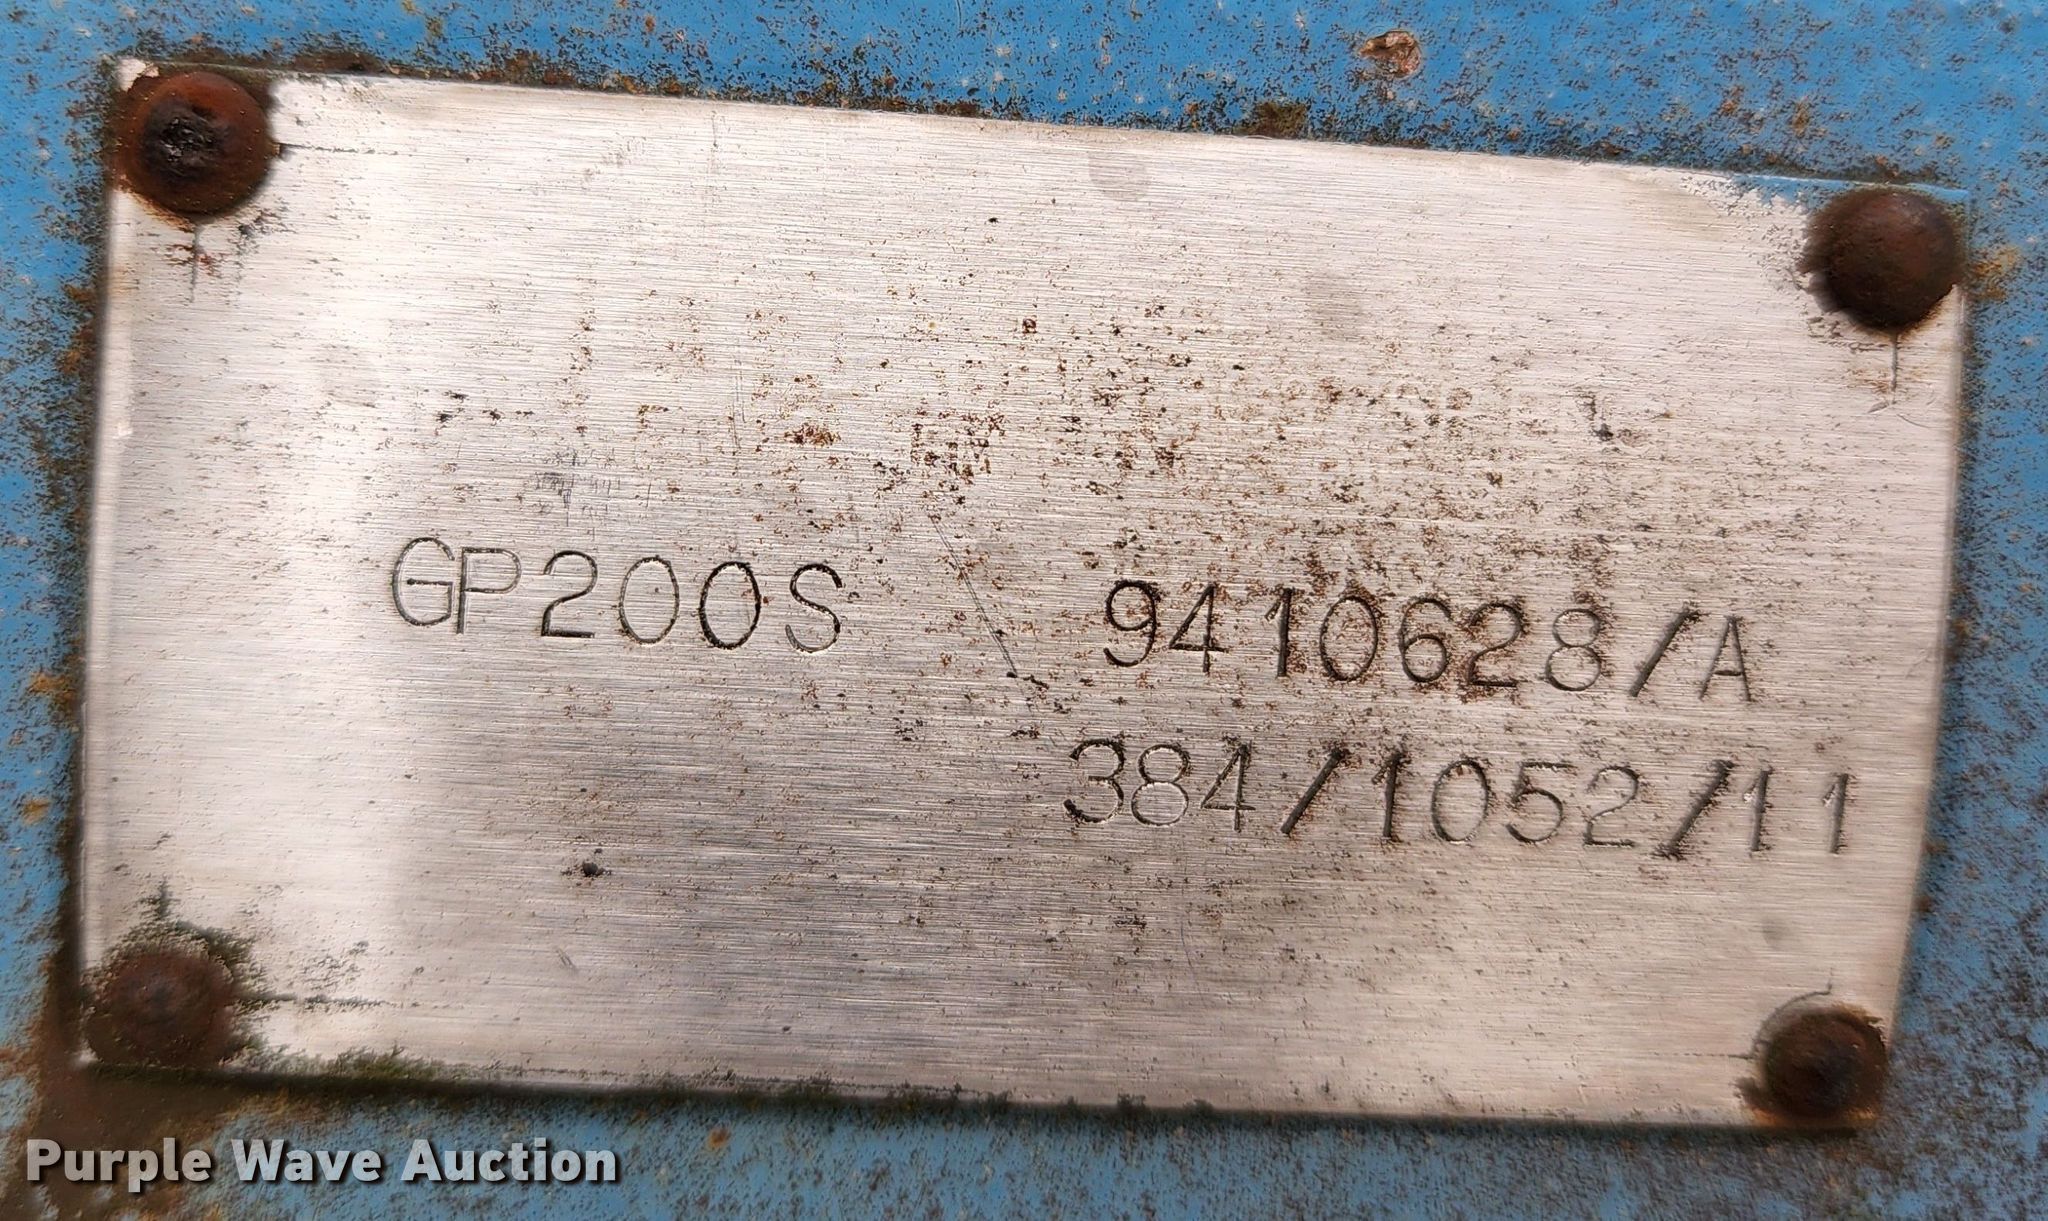 GP200S 9410628/A
384/1052/11
Purple Wave Auction